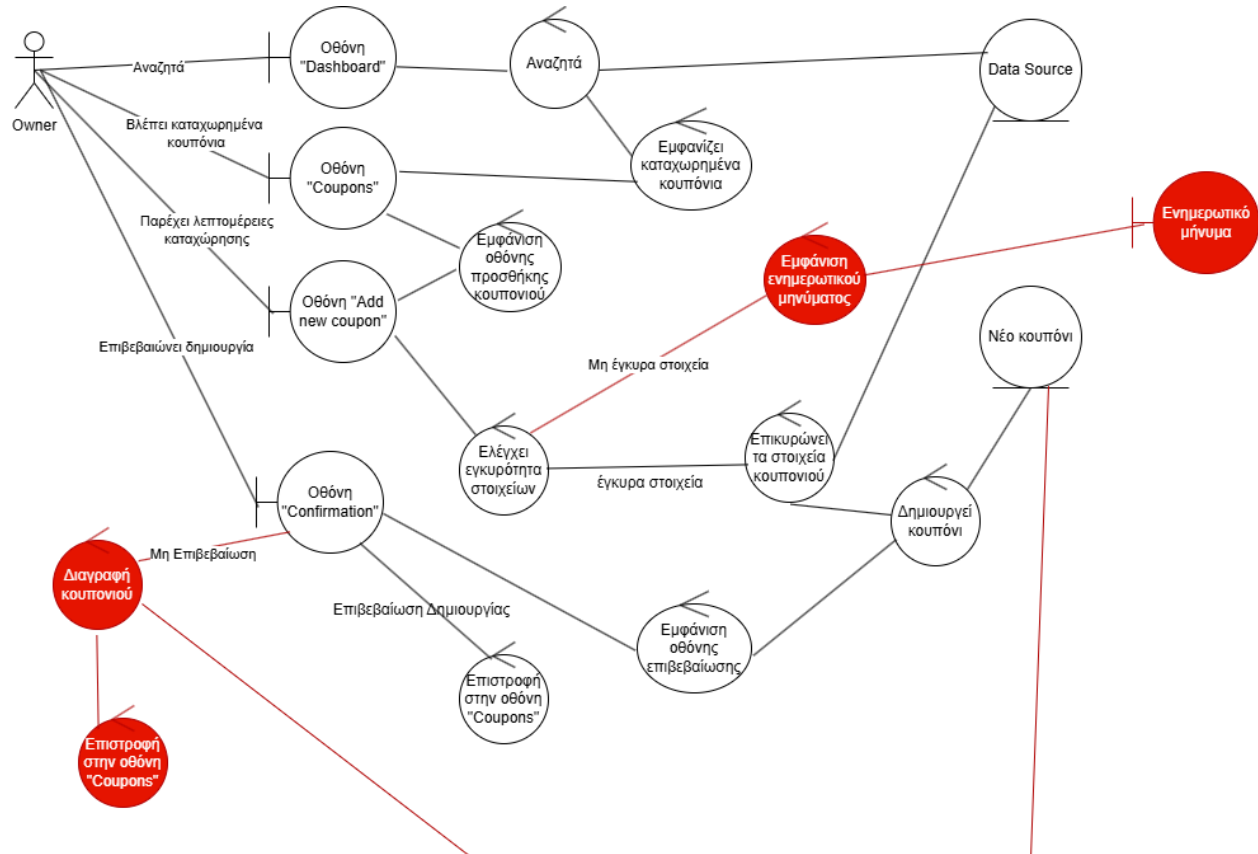 Owner
Αναζητά
Οθόνη
"Dashboard"
Αναζητά
Data Source
Βλέπει καταχωρημένα
κουπόνια
Οθόνη
"Coupons"
Εμφανίζει
καταχωρημένα
κουπόνια
Παρέχει λεπτομέρειες
καταχώρησης
Εμφάνιση
οθόνης
προσθήκης
κουπονιού
Εμφάνιση
ενημερωτικού
μηνύματος
Ενημερωτικό
μήνυμα
Οθόνη "Add
new coupon"
Επιβεβαιώνει δημιουργία
Μη έγκυρα στοιχεία
Νέο κουπόνι
Ελέγχει
εγκυρότητα
στοιχείων
έγκυρα στοιχεία
Επικυρώνει
τα στοιχεία
κουπονιού
Οθόνη
"Confirmation"
Δημιουργεί
κουπόνι
Μη Επιβεβαίωση
Διαγραφή
κουπονιού
Επιβεβαίωση Δημιουργίας
Εμφάνιση
οθόνης
επιβεβαίωσης
Επιστροφή
στην οθόνη
"Coupons"
Επιστροφή
στην οθόνη
"Coupons"